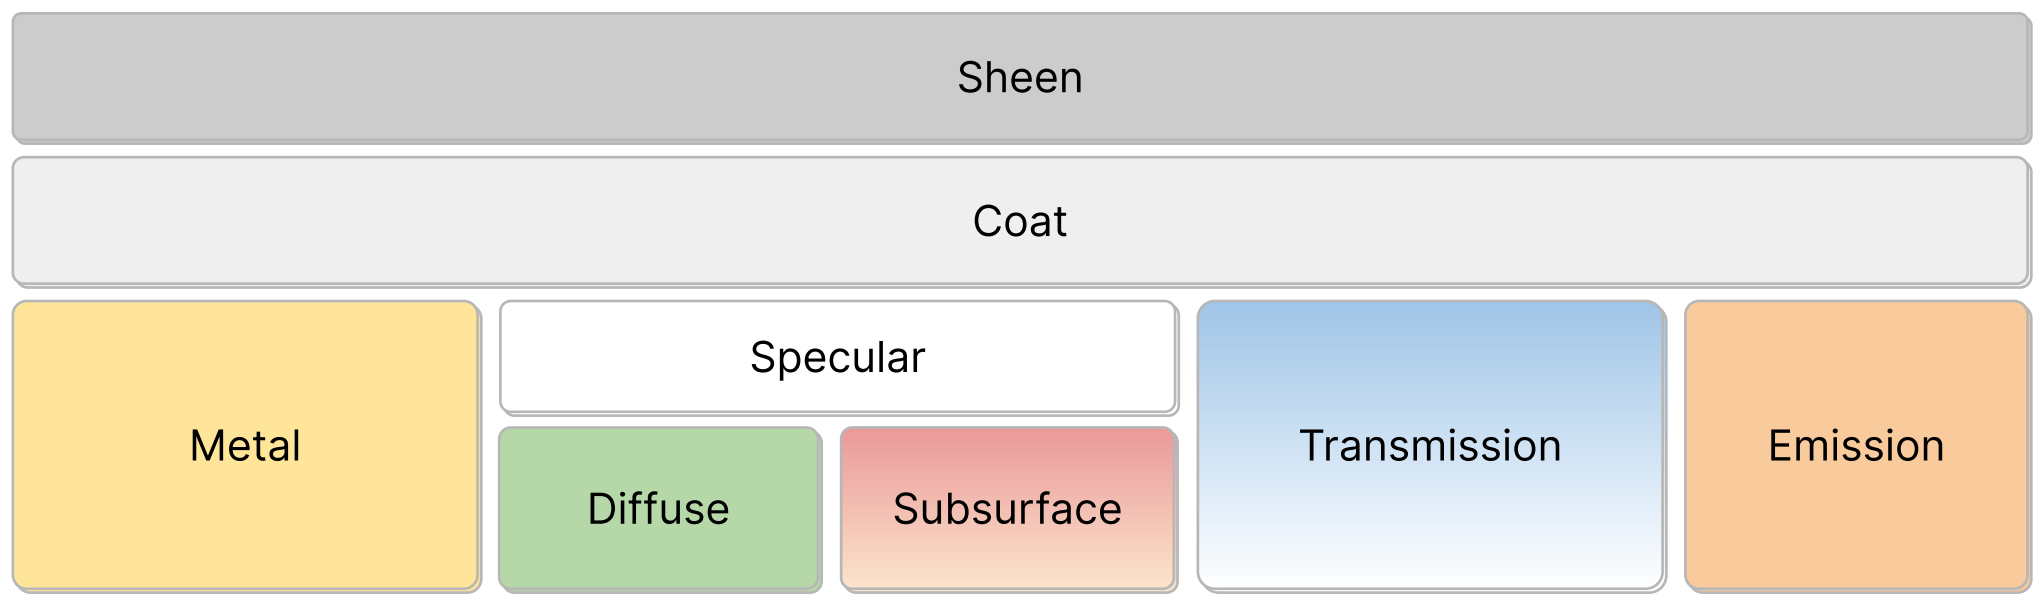 Sheen
Coat
Specular
Metal
Transmission
Emission
Diffuse
Subsurface